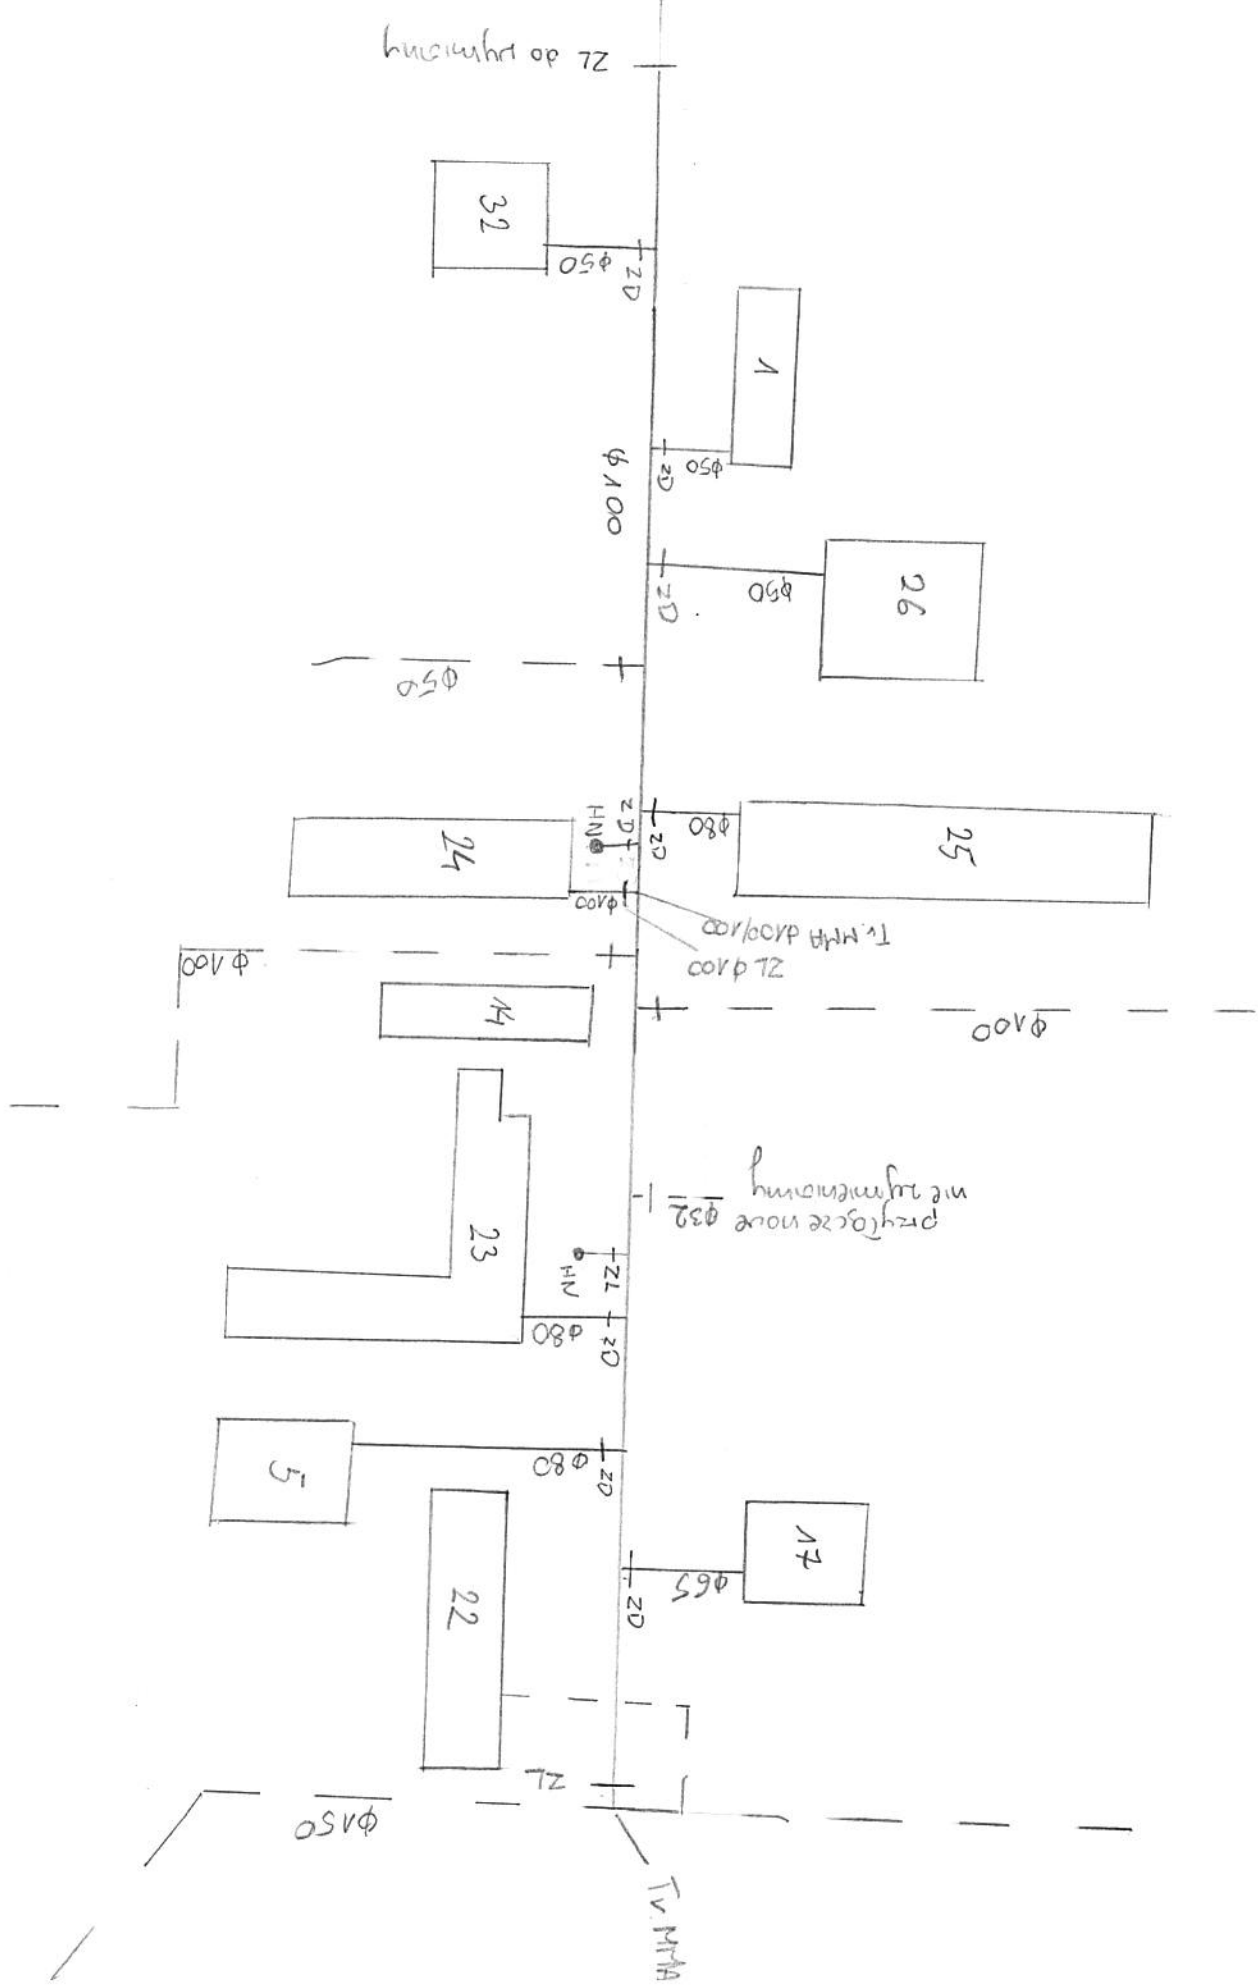 ZL do wymiany
32
φ50
ZD
1
φ50
ZD
φ100
26
φ50
ZD
φ50
25
φ80
ZD
ZD
HN
24
φ100
Tr. MMA φ100/100
ZL φ100
φ100
14
φ100
przyłącze nowe φ32
nie wymieniamy
23
HN
ZL
φ80
ZD
5
φ80
ZD
17
φ65
ZD
22
ZL
φ150
Tr. MMA